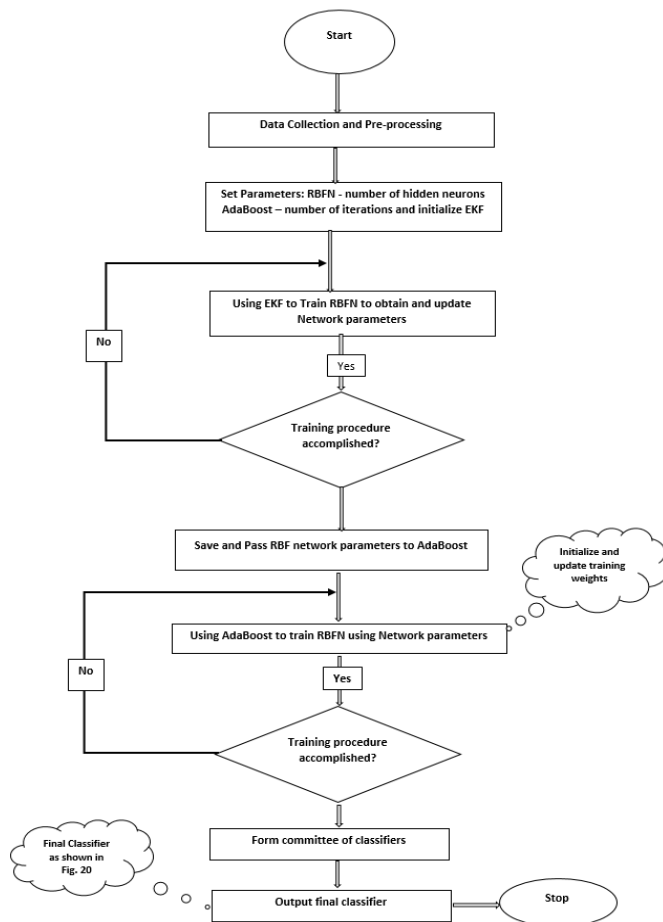 Start
Data Collection and Pre-processing
Set Parameters: RBFN - number of hidden neurons
AdaBoost – number of iterations and initialize EKF
Using EKF to Train RBFN to obtain and update
Network parameters
No
Yes
Training procedure
accomplished?
Save and Pass RBF network parameters to AdaBoost
Initialize and
update training
weights
Using AdaBoost to train RBFN using Network parameters
No
Yes
Training procedure
accomplished?
Form committee of classifiers
Final Classifier
as shown in
Fig. 20
Output final classifier
Stop